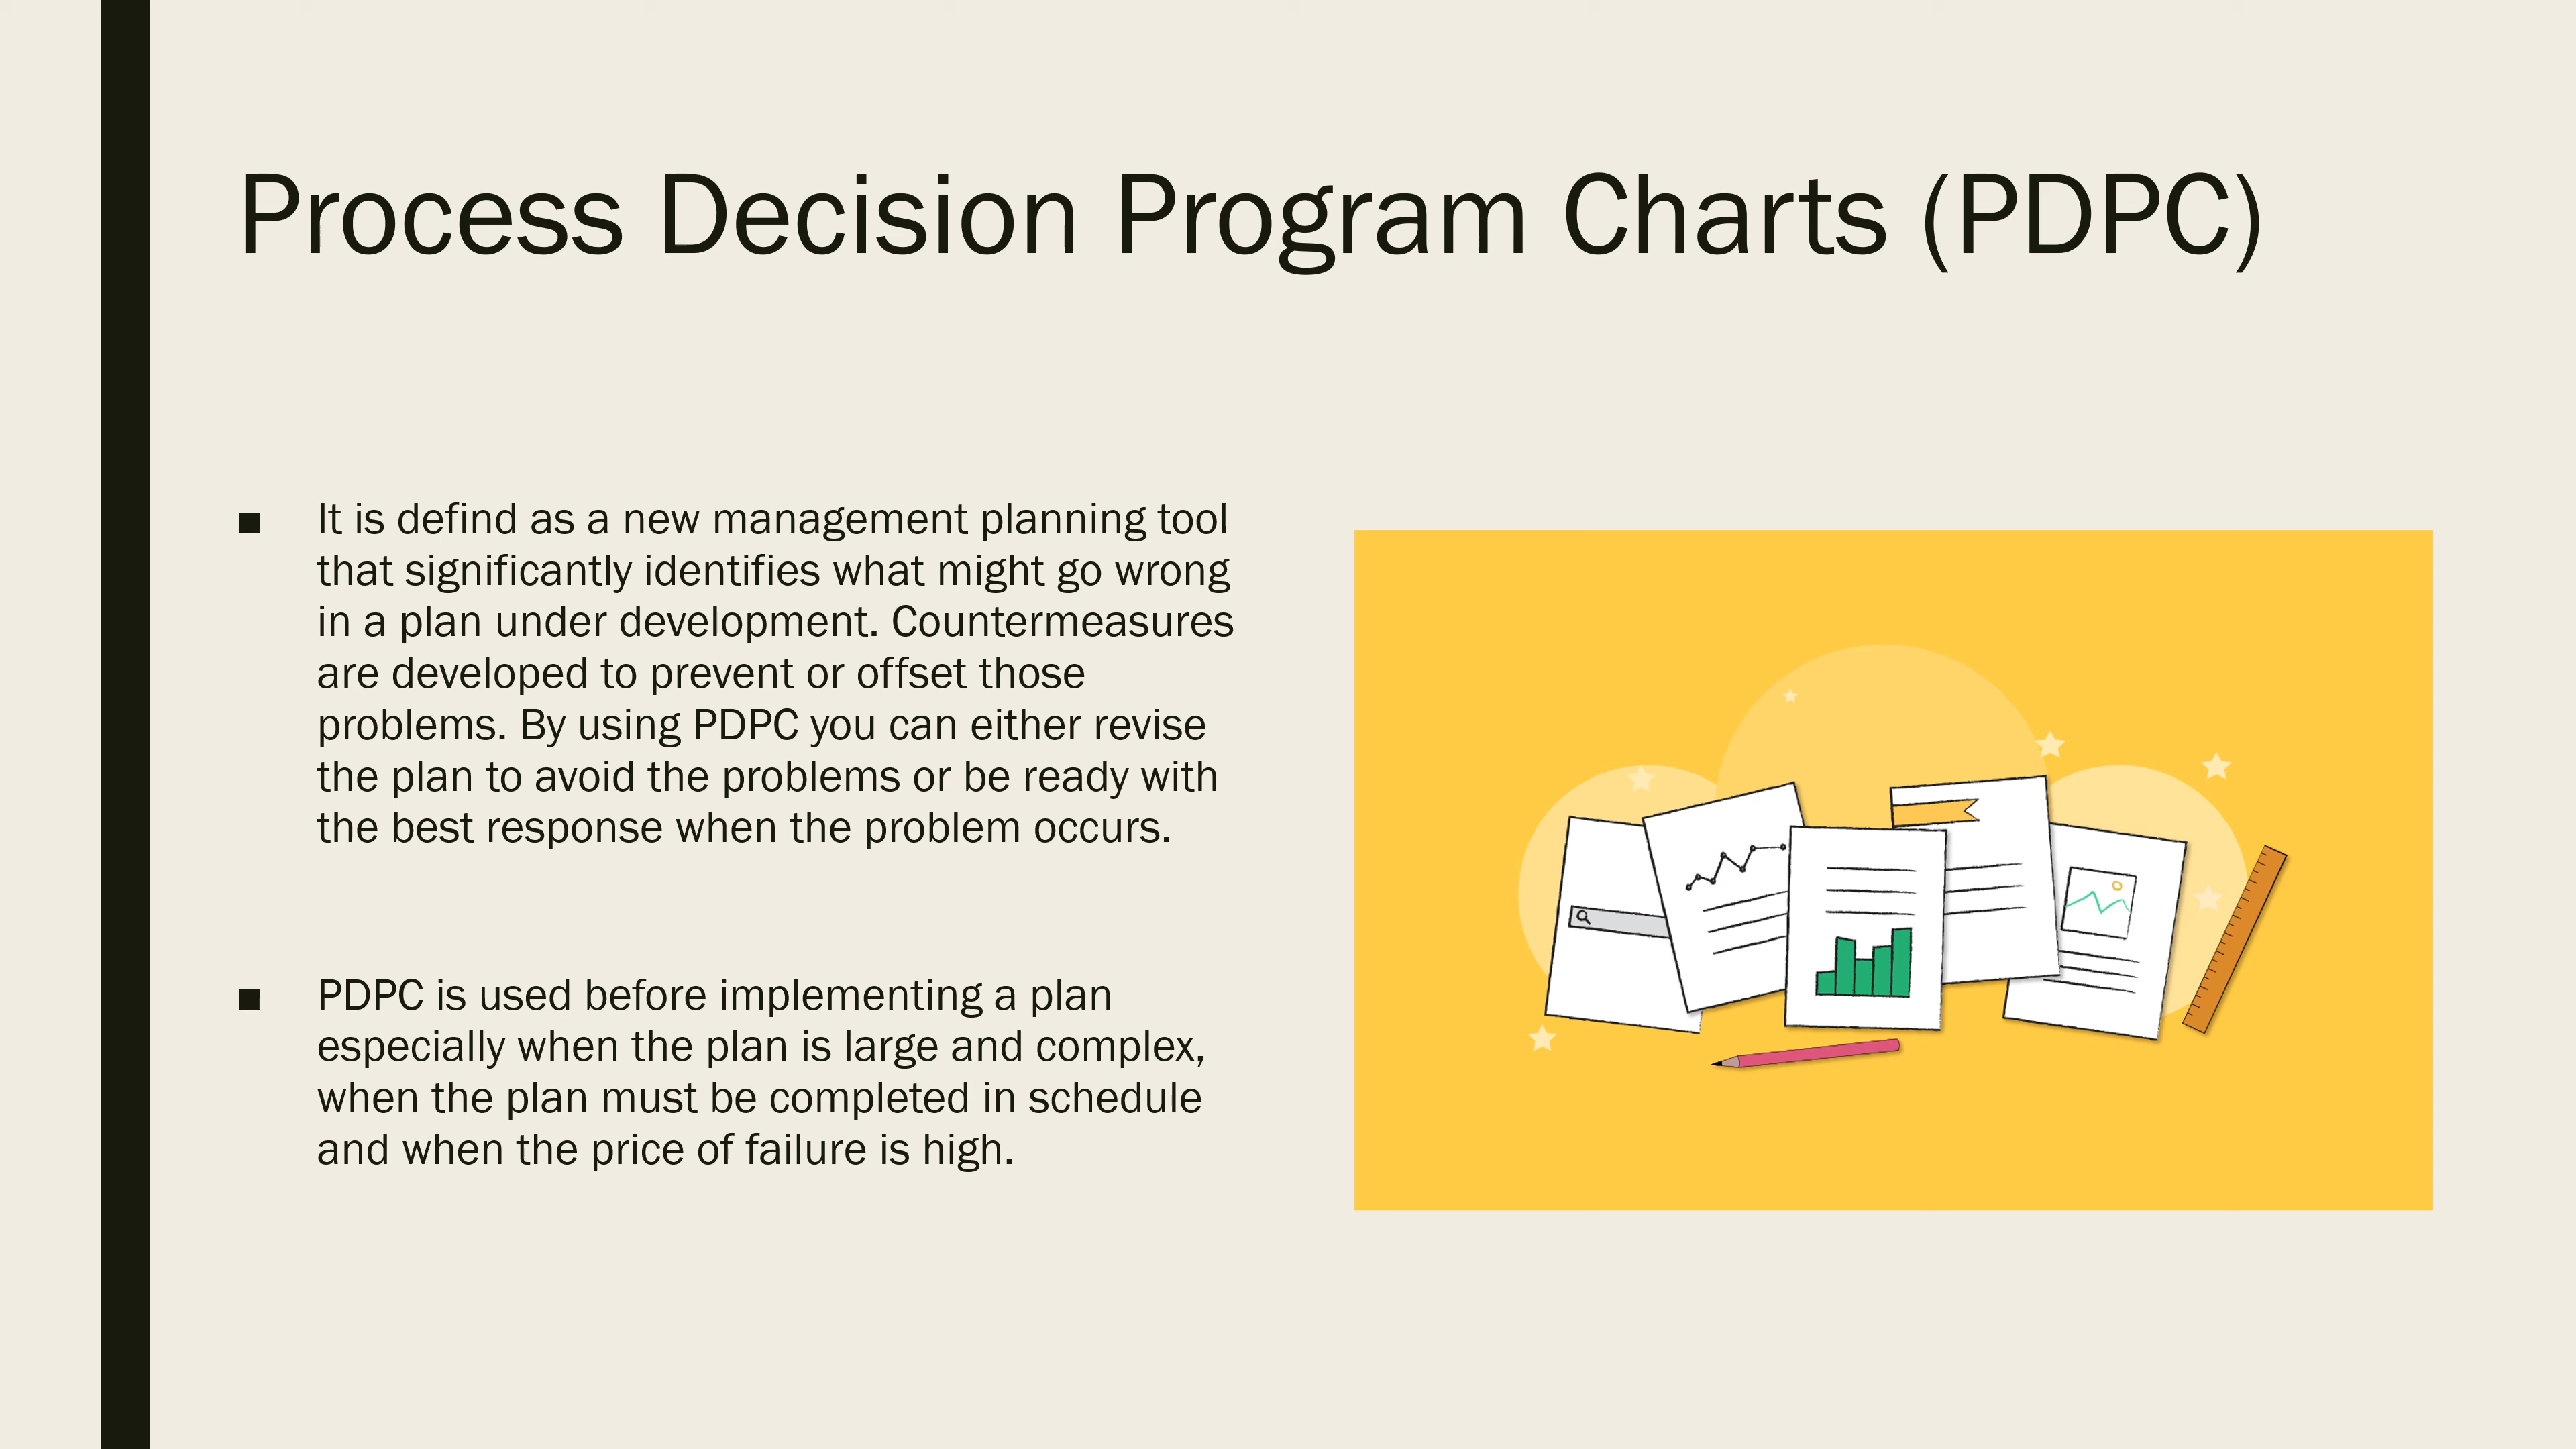 Process Decision Program Charts (PDPC)
■ It is defind as a new management planning tool
that significantly identifies what might go wrong
in a plan under development. Countermeasures
are developed to prevent or offset those
problems. By using PDPC you can either revise
the plan to avoid the problems or be ready with
the best response when the problem occurs.
■ PDPC is used before implementing a plan
especially when the plan is large and complex,
when the plan must be completed in schedule
and when the price of failure is high.